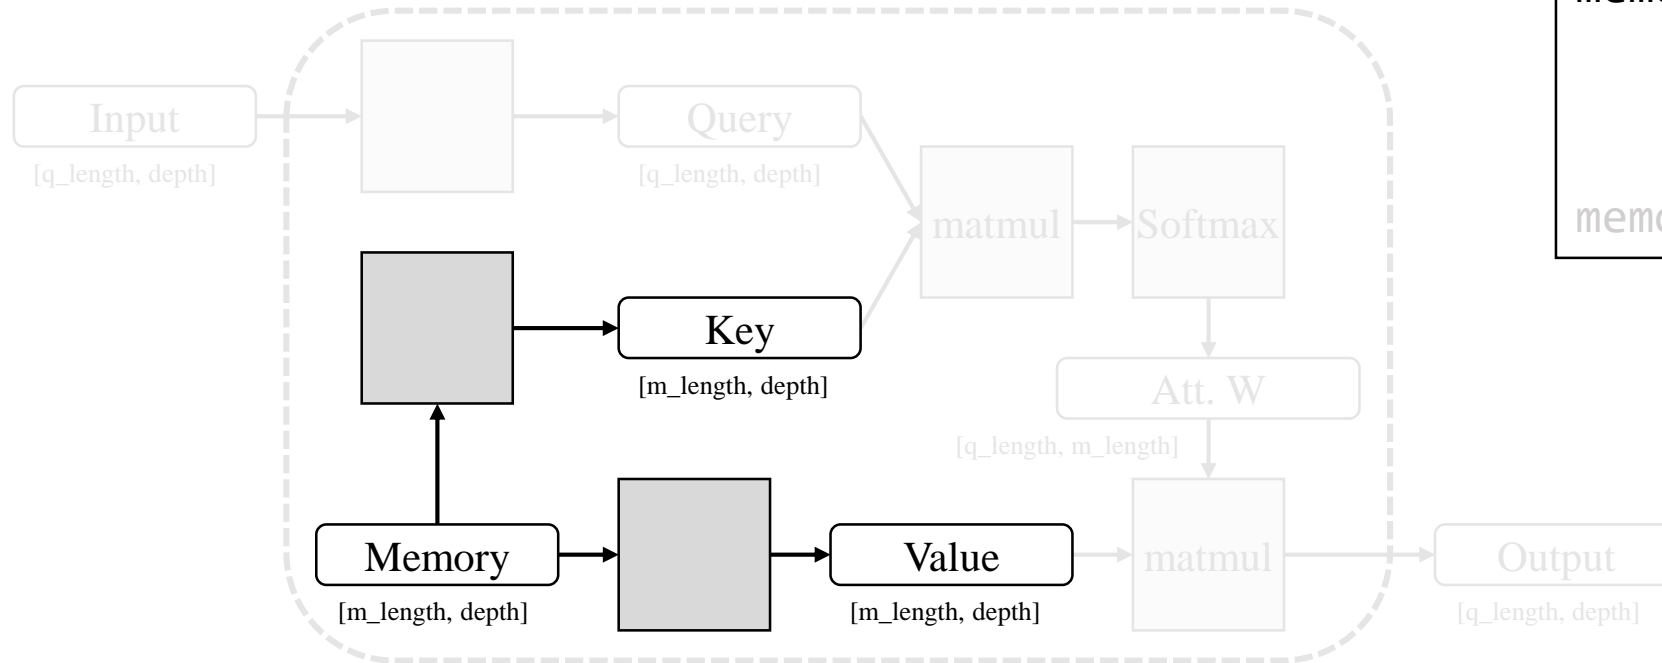 Input
[q_length, depth]
Query
[q_length, depth]
matmul
Softmax
Key
[m_length, depth]
Att. W
[q_length, m_length]
Memory
[m_length, depth]
Value
[m_length, depth]
matmul
Output
[q_length, depth]